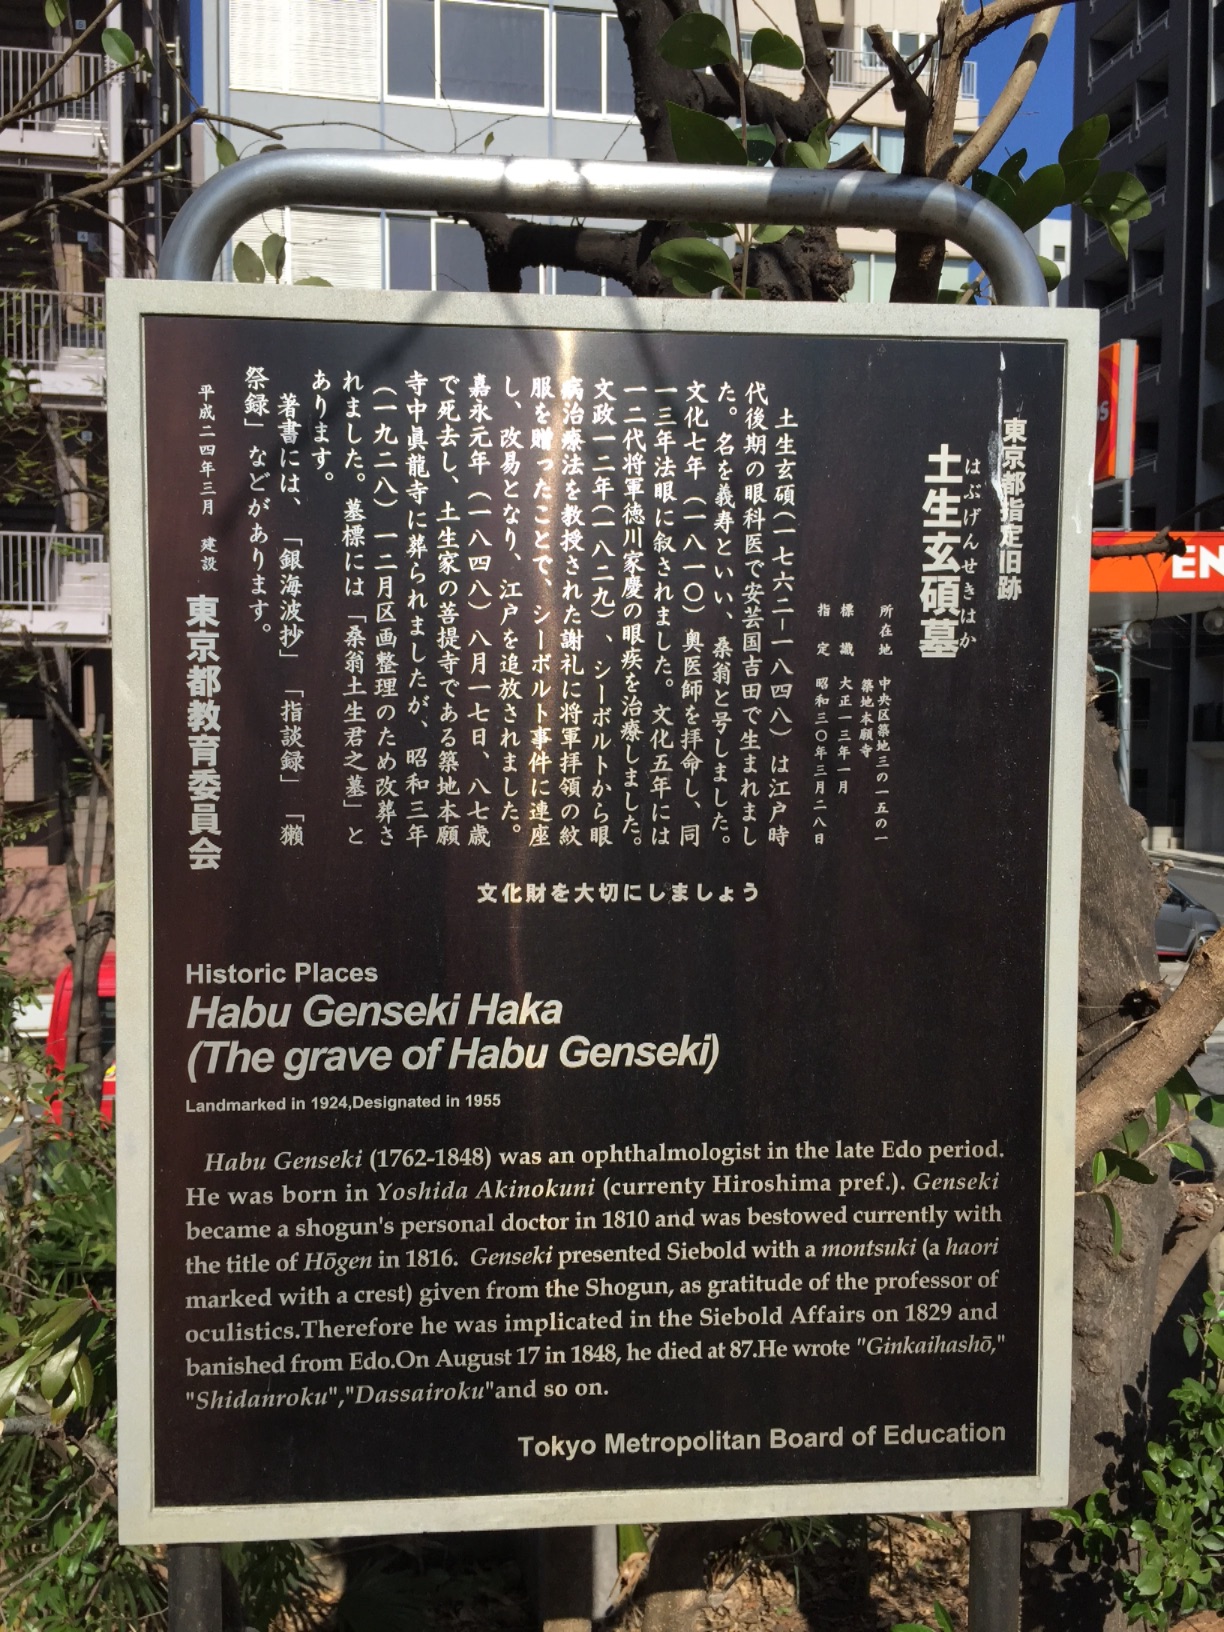 東京都指定旧跡
はぶげんせきはか
土生玄碩墓
所在地 中央区築地三の一五の一
築地本願寺
標識 大正一三年一月
指定 昭和三〇年三月二八日
土生玄碩(一七六二―一八四八)は江戸時
代後期の眼科医で安芸国吉田で生まれまし
た。名を義寿といい、桑翁と号しました。
文化七年(一八一〇)奥医師を拝命し、同
一三年法眼に叙されました。文化五年には
一二代将軍徳川家慶の眼疾を治療しました。
文政一二年(一八二九)、シーボルトから眼
病治療法を教授された謝礼に将軍拝領の紋
服を贈ったことで、シーボルト事件に連座
し、改易となり、江戸を追放されました。
嘉永元年(一八四八)八月一七日、八七歳
で死去し、土生家の菩提寺である築地本願
寺中眞龍寺に葬られましたが、昭和三年
(一九二八)一二月区画整理のため改葬さ
れました。墓標には「桑翁土生君之墓」と
あります。
著書には、「銀海波抄」「指談録」「獺
祭録」などがあります。
平成二四年三月 建設
東京都教育委員会
文化財を大切にしましょう
Historic Places
Habu Genseki Haka
(The grave of Habu Genseki)
Landmarked in 1924,Designated in 1955
Habu Genseki (1762-1848) was an ophthalmologist in the late Edo period.
He was born in Yoshida Akinokuni (currenty Hiroshima pref.). Genseki
became a shogun's personal doctor in 1810 and was bestowed currently with
the title of Hōgen in 1816. Genseki presented Siebold with a montsuki (a haori
marked with a crest) given from the Shogun, as gratitude of the professor of
oculistics.Therefore he was implicated in the Siebold Affairs on 1829 and
banished from Edo.On August 17 in 1848, he died at 87.He wrote "Ginkaihashō,"
"Shidanroku","Dassairoku"and so on.
Tokyo Metropolitan Board of Education
EN